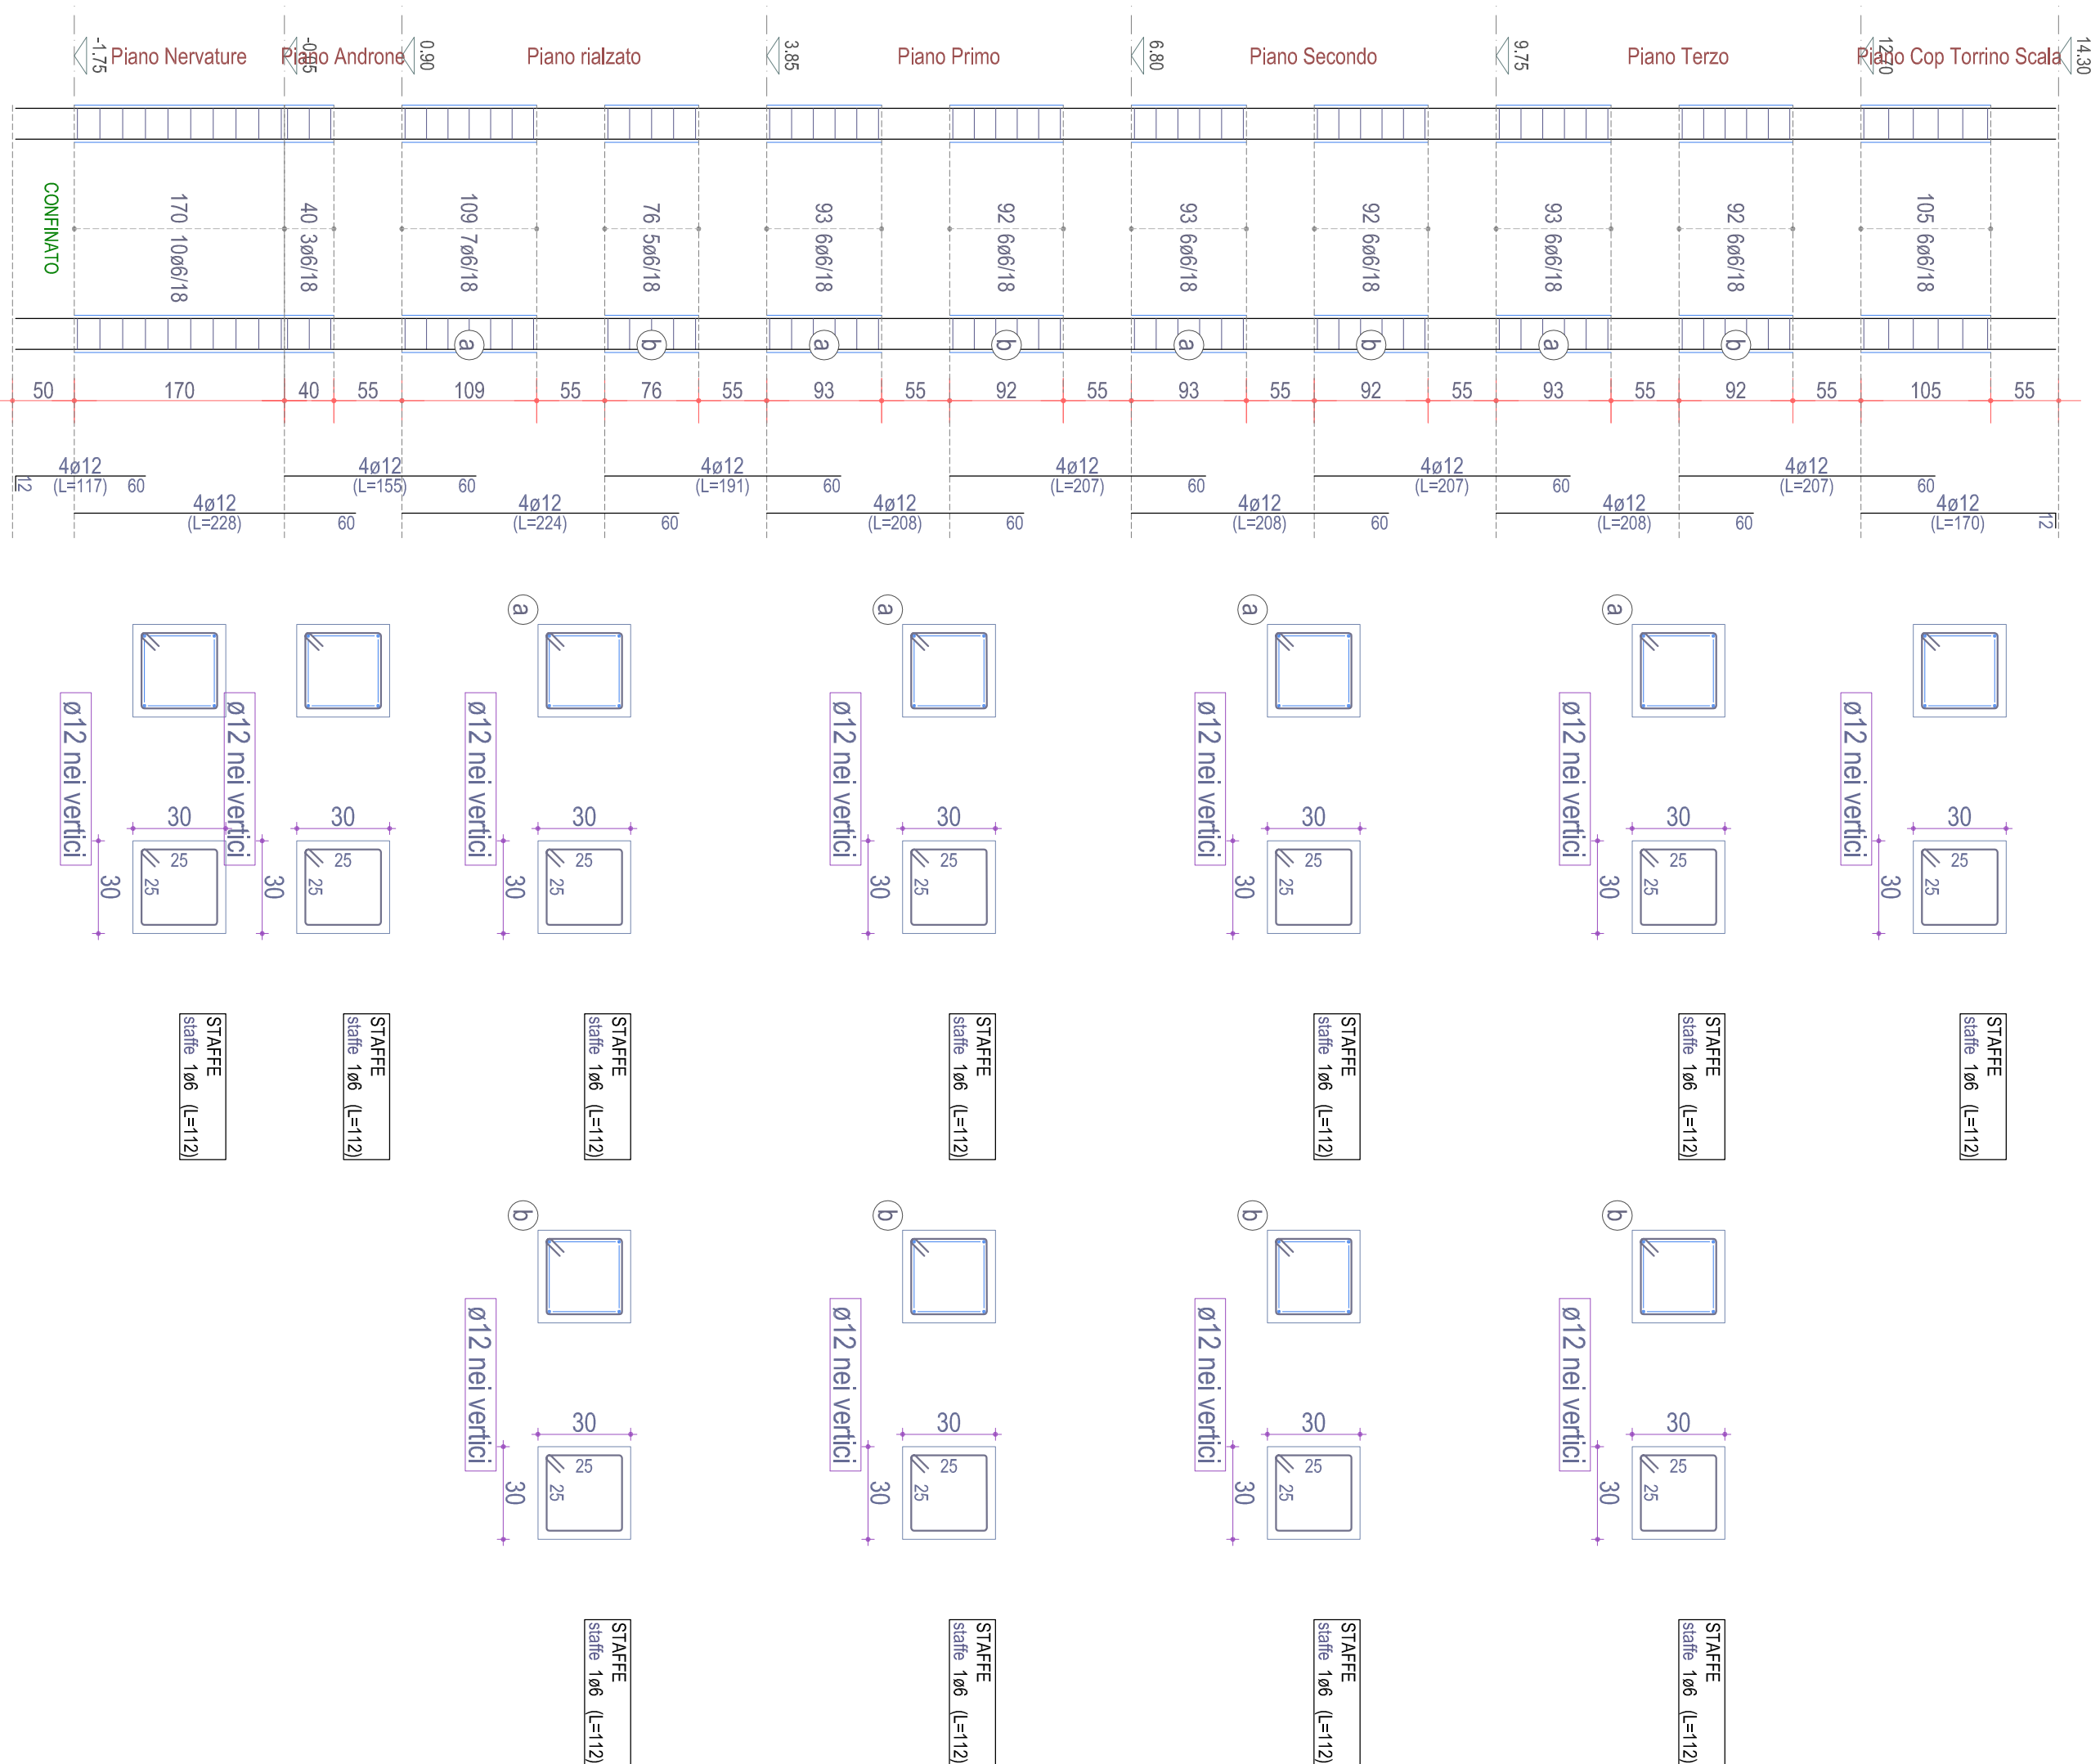 -1.75
Piano Nervature
-0.05
Piano Androne
0.90
Piano rialzato
3.85
Piano Primo
6.80
Piano Secondo
9.75
Piano Terzo
12.70
Piano Cop Torrino Scala
14.30
CONFINATO
170 10ø6/18
40 3ø6/18
109 7ø6/18
76 5ø6/18
93 6ø6/18
92 6ø6/18
93 6ø6/18
92 6ø6/18
93 6ø6/18
92 6ø6/18
105 6ø6/18
a
b
a
b
a
b
a
b
50 170 40 55 109 55 76 55 93 55 92 55 93 55 92 55 93 55 92 55 105 55
12
4ø12
(L=117) 60
4ø12
(L=155) 60
4ø12
(L=191) 60
4ø12
(L=207) 60
4ø12
(L=207) 60
4ø12
(L=207) 60
4ø12
(L=228) 60
4ø12
(L=224) 60
4ø12
(L=208) 60
4ø12
(L=208) 60
4ø12
(L=208) 60
4ø12
(L=170)
12
a
a
a
a
ø12 nei vertici
ø12 nei vertici
ø12 nei vertici
ø12 nei vertici
ø12 nei vertici
ø12 nei vertici
ø12 nei vertici
30
30
25
25
30
30
25
25
30
30
25
25
30
30
25
25
30
30
25
25
30
30
25
25
30
30
25
25
STAFFE
staffe 1ø6 (L=112)
STAFFE
staffe 1ø6 (L=112)
STAFFE
staffe 1ø6 (L=112)
STAFFE
staffe 1ø6 (L=112)
STAFFE
staffe 1ø6 (L=112)
STAFFE
staffe 1ø6 (L=112)
STAFFE
staffe 1ø6 (L=112)
b
b
b
b
ø12 nei vertici
ø12 nei vertici
ø12 nei vertici
ø12 nei vertici
30
30
25
25
30
30
25
25
30
30
25
25
30
30
25
25
STAFFE
staffe 1ø6 (L=112)
STAFFE
staffe 1ø6 (L=112)
STAFFE
staffe 1ø6 (L=112)
STAFFE
staffe 1ø6 (L=112)